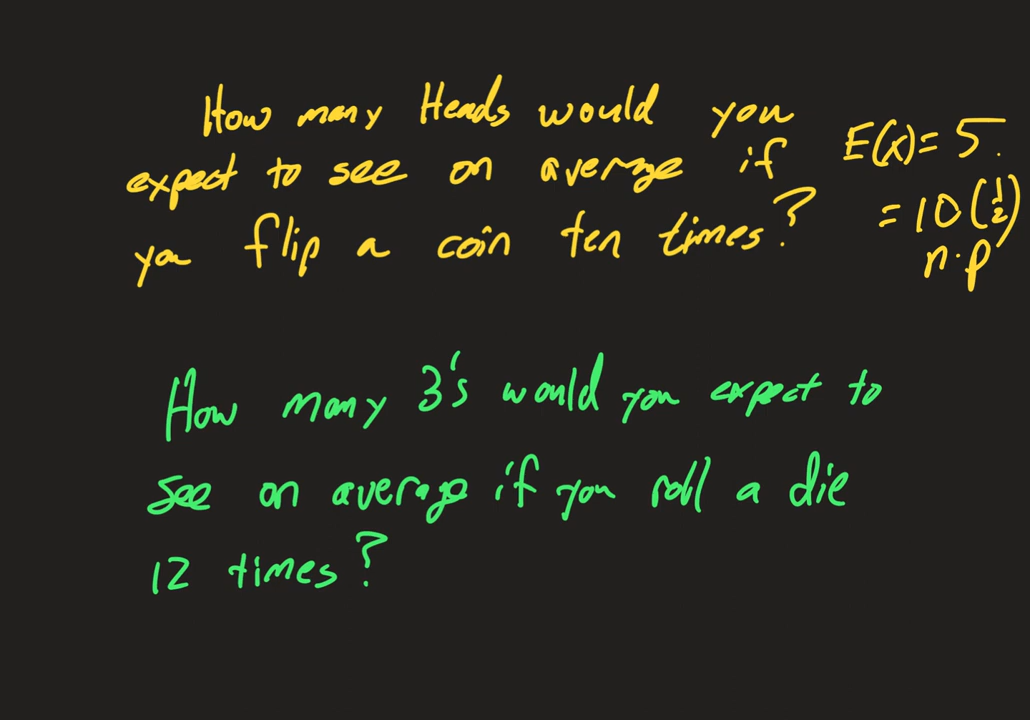 How many Heads would you
expect to see on average if
you flip a coin ten times?
E(x) = 5.
= 10 (1/2)
n · p
How many 3's would you expect to
see on average if you roll a die
12 times?